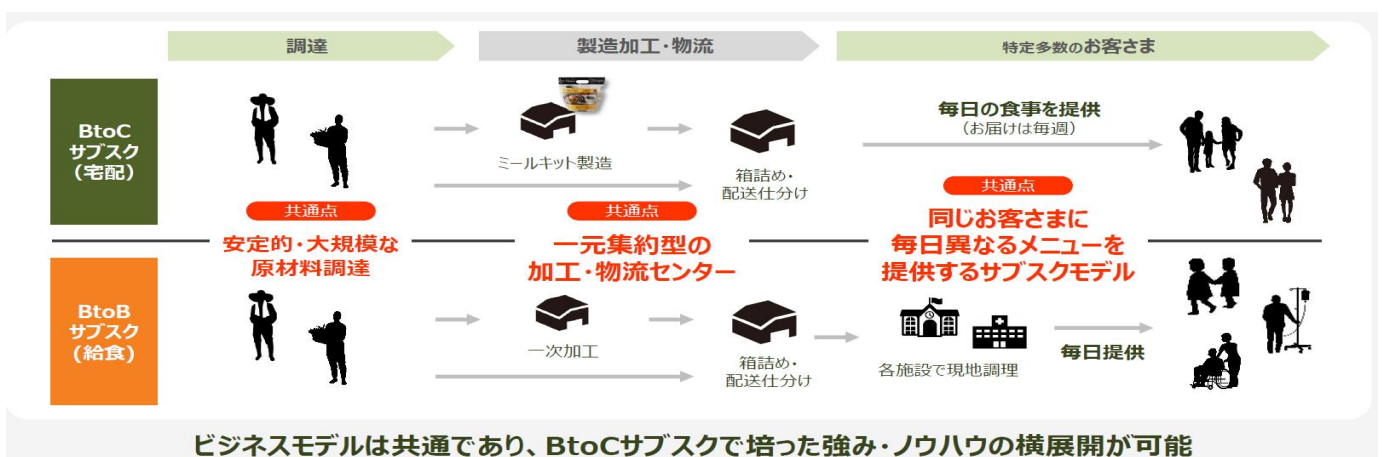 調達
製造加工・物流
特定多数のお客さま
BtoC
サブスク
(宅配)
ミールキット製造
箱詰め・
配送仕分け
毎日の食事を提供
(お届けは毎週)
共通点
安定的・大規模な
原材料調達
共通点
一元集約型の
加工・物流センター
共通点
同じお客さまに
毎日異なるメニューを
提供するサブスクモデル
BtoB
サブスク
(給食)
一次加工
箱詰め・
配送仕分け
各施設で現地調理
毎日提供
ビジネスモデルは共通であり、BtoCサブスクで培った強み・ノウハウの横展開が可能